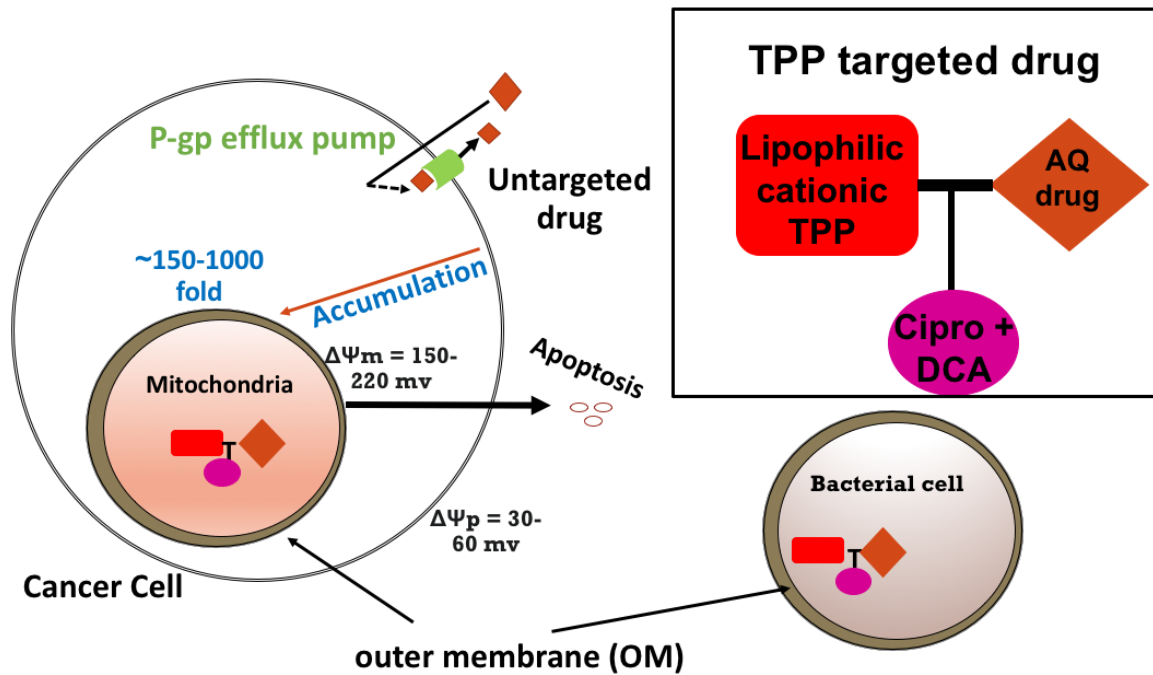 P-gp efflux pump
Untargeted
drug
~150-1000
fold
Accumulation
ΔΨm = 150-
220 mv
Apoptosis
Mitochondria
T
ΔΨp = 30-
60 mv
Cancer Cell
outer membrane (OM)
TPP targeted drug
Lipophilic
cationic
TPP
AQ
drug
Cipro +
DCA
Bacterial cell
T